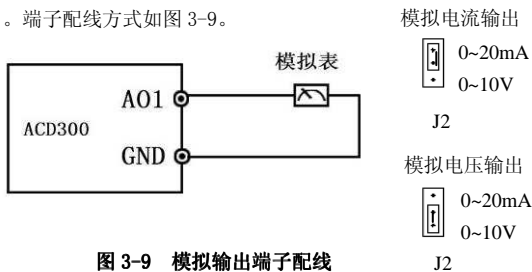 。端子配线方式如图 3-9。
模拟表
AO1
ACD300
GND
图 3-9 模拟输出端子配线
模拟电流输出
0~20mA
0~10V
J2
模拟电压输出
0~20mA
0~10V
J2